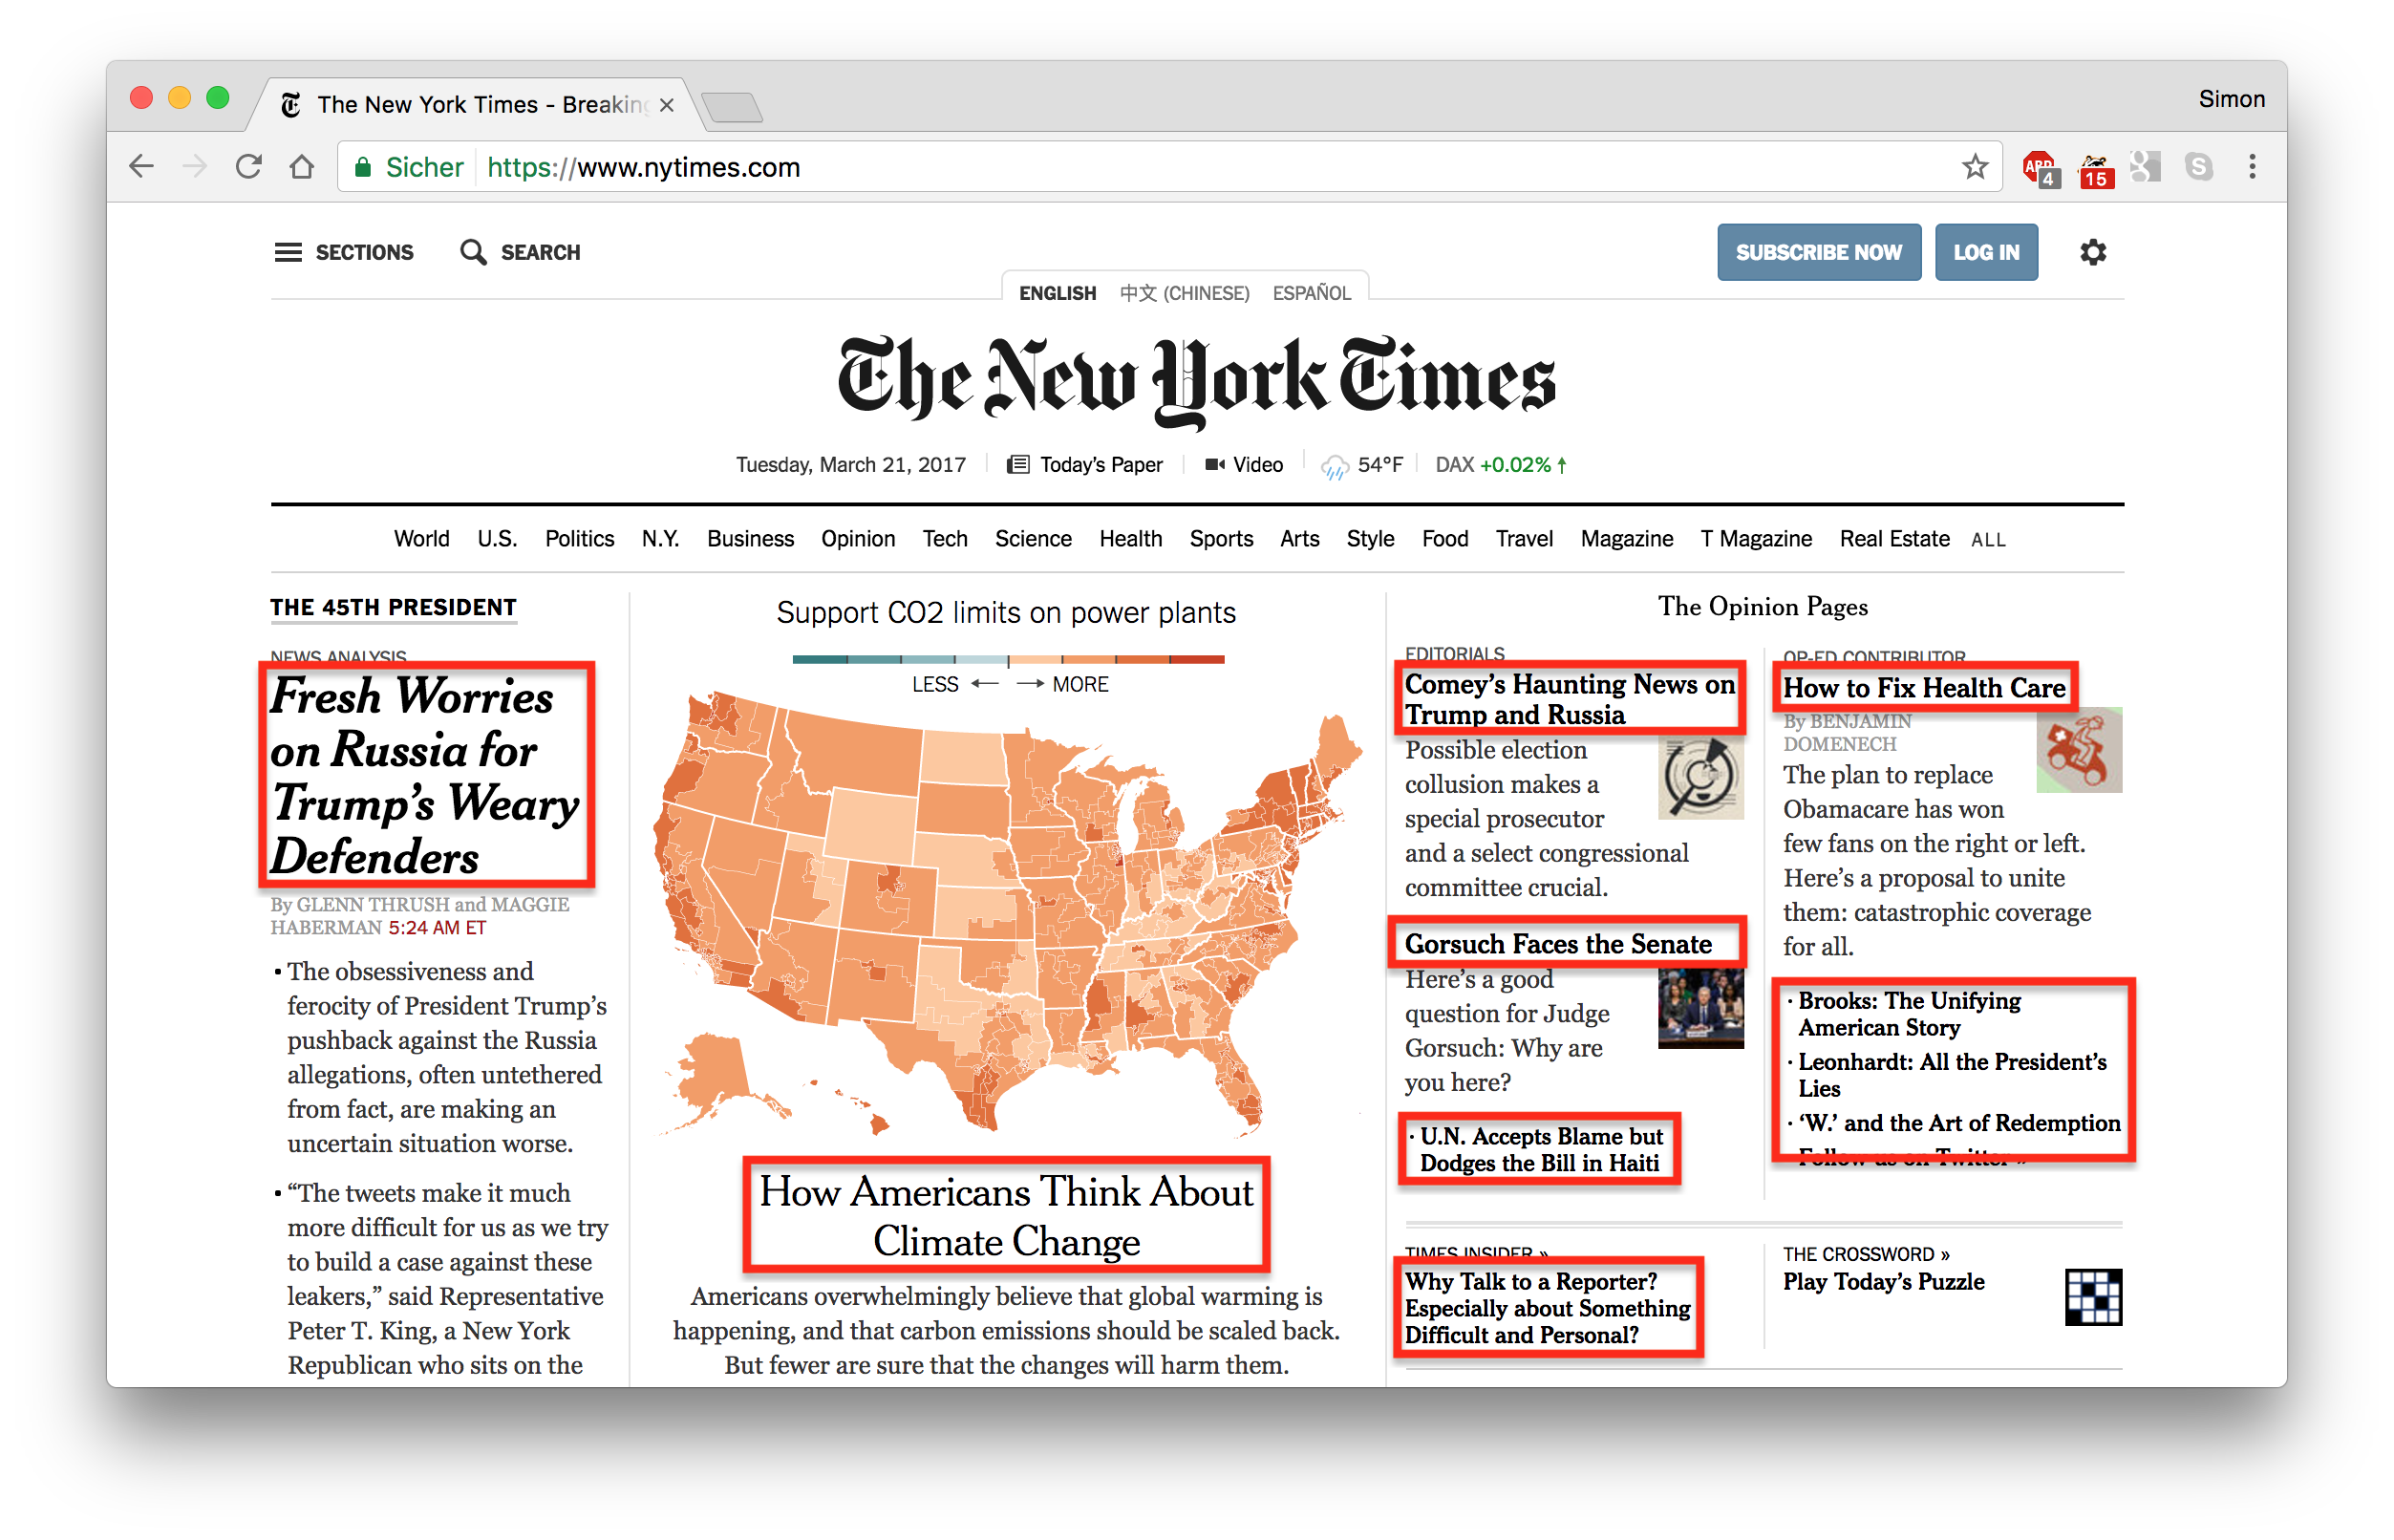 The New York Times - Breaking
Simon
Sicher https://www.nytimes.com
ABP
4
15
S
SECTIONS SEARCH
SUBSCRIBE NOW LOG IN
ENGLISH 中文 (CHINESE) ESPAÑOL
The New York Times
Tuesday, March 21, 2017 Today's Paper Video 54°F DAX +0.02% ↑
World U.S. Politics N.Y. Business Opinion Tech Science Health Sports Arts Style Food Travel Magazine T Magazine Real Estate ALL
THE 45TH PRESIDENT
NEWS ANALYSIS
Fresh Worries
on Russia for
Trump's Weary
Defenders
By GLENN THRUSH and MAGGIE
HABERMAN 5:24 AM ET
• The obsessiveness and
ferocity of President Trump's
pushback against the Russia
allegations, often untethered
from fact, are making an
uncertain situation worse.
• “The tweets make it much
more difficult for us as we try
to build a case against these
leakers,” said Representative
Peter T. King, a New York
Republican who sits on the
Support CO2 limits on power plants
LESS ← → MORE
How Americans Think About
Climate Change
Americans overwhelmingly believe that global warming is
happening, and that carbon emissions should be scaled back.
But fewer are sure that the changes will harm them.
The Opinion Pages
EDITORIALS
Comey's Haunting News on
Trump and Russia
Possible election
collusion makes a
special prosecutor
and a select congressional
committee crucial.
Gorsuch Faces the Senate
Here's a good
question for Judge
Gorsuch: Why are
you here?
· U.N. Accepts Blame but
Dodges the Bill in Haiti
OP-ED CONTRIBUTOR
How to Fix Health Care
By BENJAMIN
DOMENECH
The plan to replace
Obamacare has won
few fans on the right or left.
Here's a proposal to unite
them: catastrophic coverage
for all.
· Brooks: The Unifying
American Story
· Leonhardt: All the President's
Lies
· ‘W.’ and the Art of Redemption
Follow us on Twitter »
TIMES INSIDER »
Why Talk to a Reporter?
Especially about Something
Difficult and Personal?
THE CROSSWORD »
Play Today's Puzzle